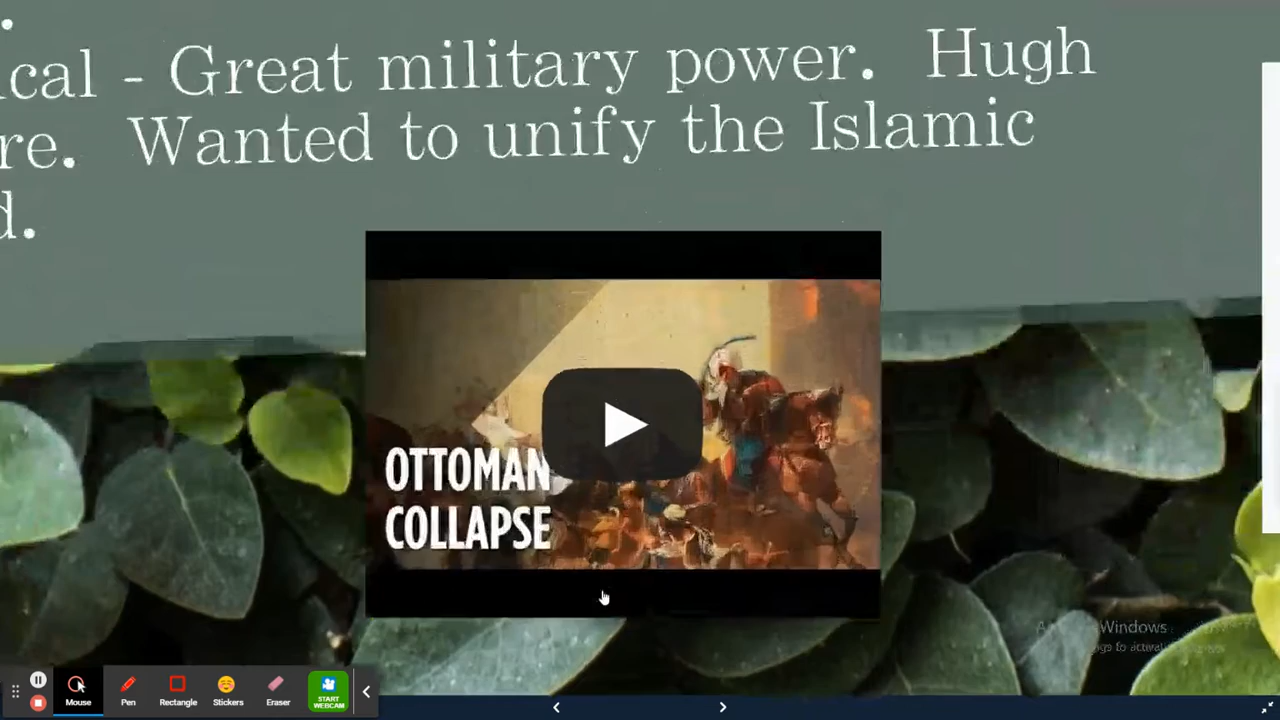 ical - Great military power. Hugh
re. Wanted to unify the Islamic
d.
OTTOMAN
COLLAPSE
Windows
Mouse
Pen
Rectangle
Stickers
Eraser
START
WEBCAM